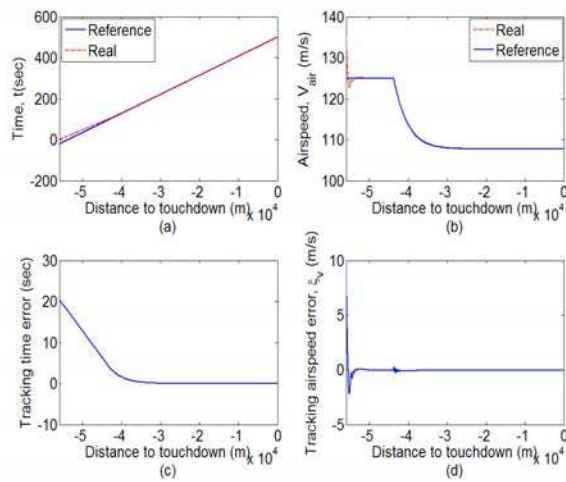 600
400
200
0
-200
Time, t(sec)
Reference
Real
-5 -4 -3 -2 -1 0
Distance to touchdown (m) x 10^4
(a)
140
130
120
110
100
Airspeed, V_air (m/s)
Real
Reference
-5 -4 -3 -2 -1 0
Distance to touchdown (m) x 10^4
(b)
30
20
10
0
-10
Tracking time error (sec)
-5 -4 -3 -2 -1 0
Distance to touchdown (m) x 10^4
(c)
10
5
0
-5
Tracking airspeed error, ξ_v (m/s)
-5 -4 -3 -2 -1 0
Distance to touchdown (m) x 10^4
(d)